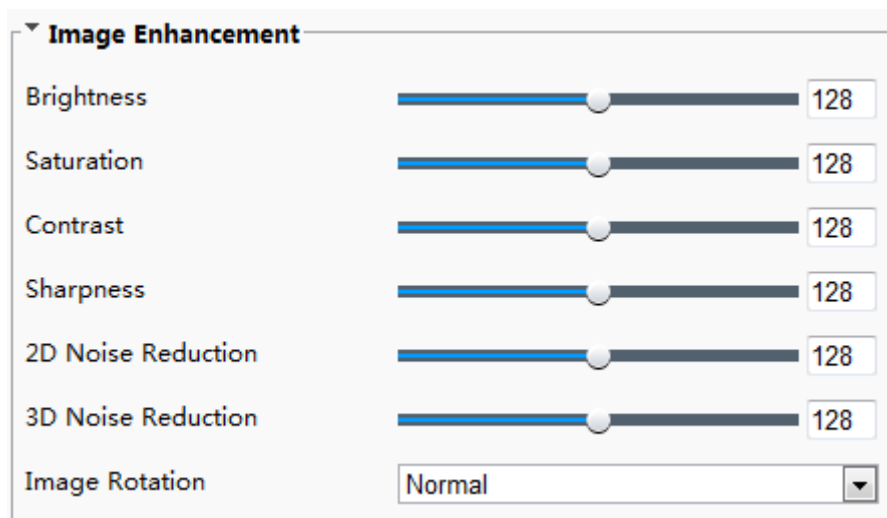 Image Enhancement
Brightness 128
Saturation 128
Contrast 128
Sharpness 128
2D Noise Reduction 128
3D Noise Reduction 128
Image Rotation Normal